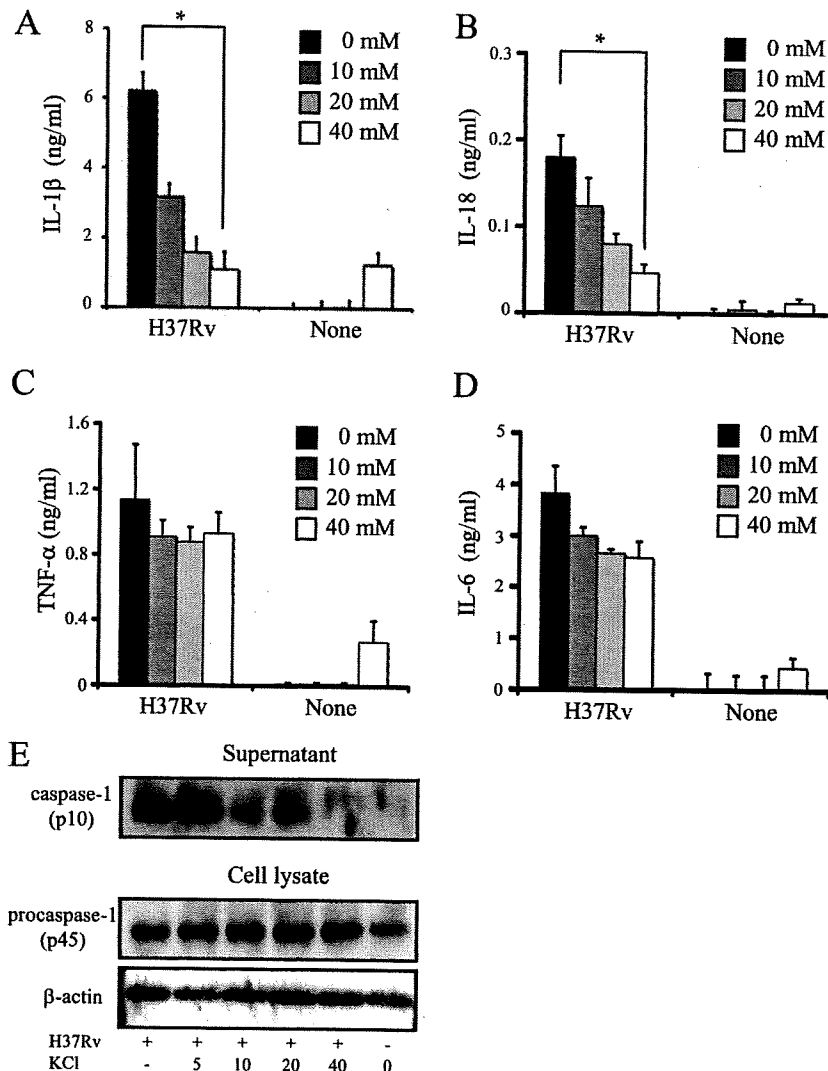 A
IL-1β (ng/ml)
8
6
4
2
0
*
0 mM
10 mM
20 mM
40 mM
H37Rv
None
B
IL-18 (ng/ml)
0.3
0.2
0.1
0
*
0 mM
10 mM
20 mM
40 mM
H37Rv
None
C
TNF-α (ng/ml)
1.6
1.2
0.8
0.4
0
0 mM
10 mM
20 mM
40 mM
H37Rv
None
D
IL-6 (ng/ml)
5
4
3
2
1
0
0 mM
10 mM
20 mM
40 mM
H37Rv
None
E
Supernatant
caspase-1
(p10)
Cell lysate
procaspase-1
(p45)
β-actin
H37Rv + + + + + -
KCl - 5 10 20 40 0